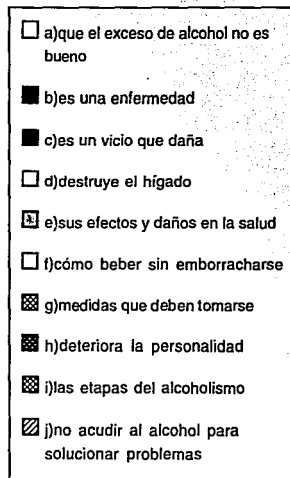 a)que el exceso de alcohol no es
bueno
b)es una enfermedad
c)es un vicio que daña
d)destruye el hígado
e)sus efectos y daños en la salud
f)cómo beber sin emborracharse
g)medidas que deben tomarse
h)deteriora la personalidad
i)las etapas del alcoholismo
j)no acudir al alcohol para
solucionar problemas